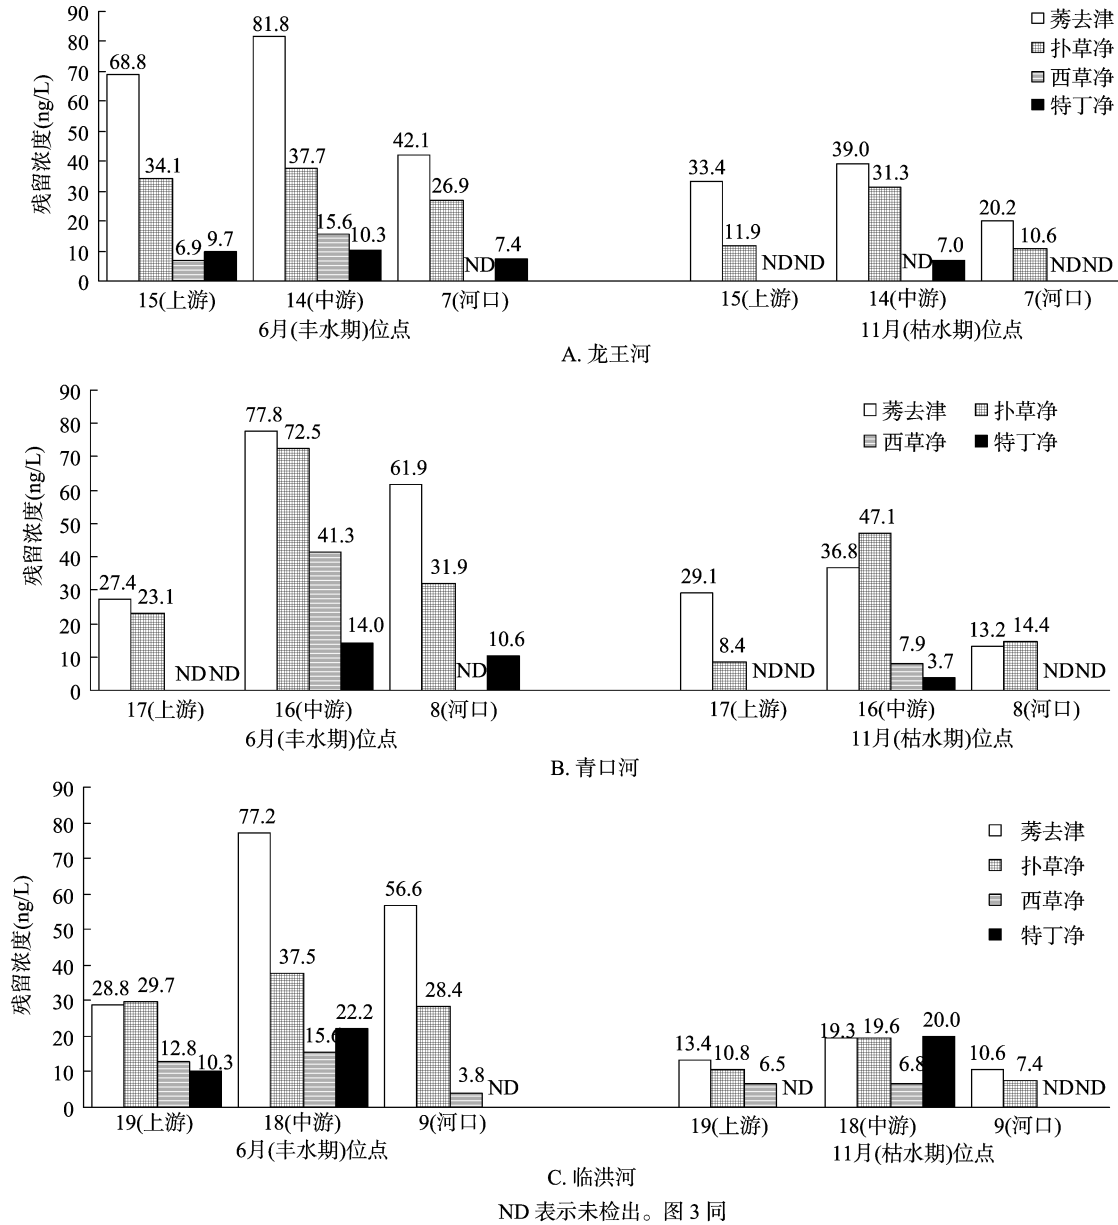 90
80
70
60
50
40
30
20
10
0
残留浓度(ng/L)
莠去津
扑草净
西草净
特丁净
68.8 34.1 6.9 9.7
81.8 37.7 15.6 10.3
42.1 26.9 ND 7.4
33.4 11.9 ND ND
39.0 31.3 ND 7.0
20.2 10.6 ND ND
15(上游) 14(中游) 7(河口) 15(上游) 14(中游) 7(河口)
6月(丰水期)位点 11月(枯水期)位点
A. 龙王河
90
80
70
60
50
40
30
20
10
0
残留浓度(ng/L)
莠去津 扑草净
西草净 特丁净
27.4 23.1 ND ND
77.8 72.5 41.3 14.0
61.9 31.9 ND 10.6
29.1 8.4 ND ND
36.8 47.1 7.9 3.7
13.2 14.4 ND ND
17(上游) 16(中游) 8(河口) 17(上游) 16(中游) 8(河口)
6月(丰水期)位点 11月(枯水期)位点
B. 青口河
90
80
70
60
50
40
30
20
10
0
残留浓度(ng/L)
莠去津
扑草净
西草净
特丁净
28.8 29.7 12.8 10.3
77.2 37.5 15.6 22.2
56.6 28.4 3.8 ND
13.4 10.8 6.5 ND
19.3 19.6 6.8 20.0
10.6 7.4 ND ND
19(上游) 18(中游) 9(河口) 19(上游) 18(中游) 9(河口)
6月(丰水期)位点 11月(枯水期)位点
C. 临洪河
ND 表示未检出。图 3 同